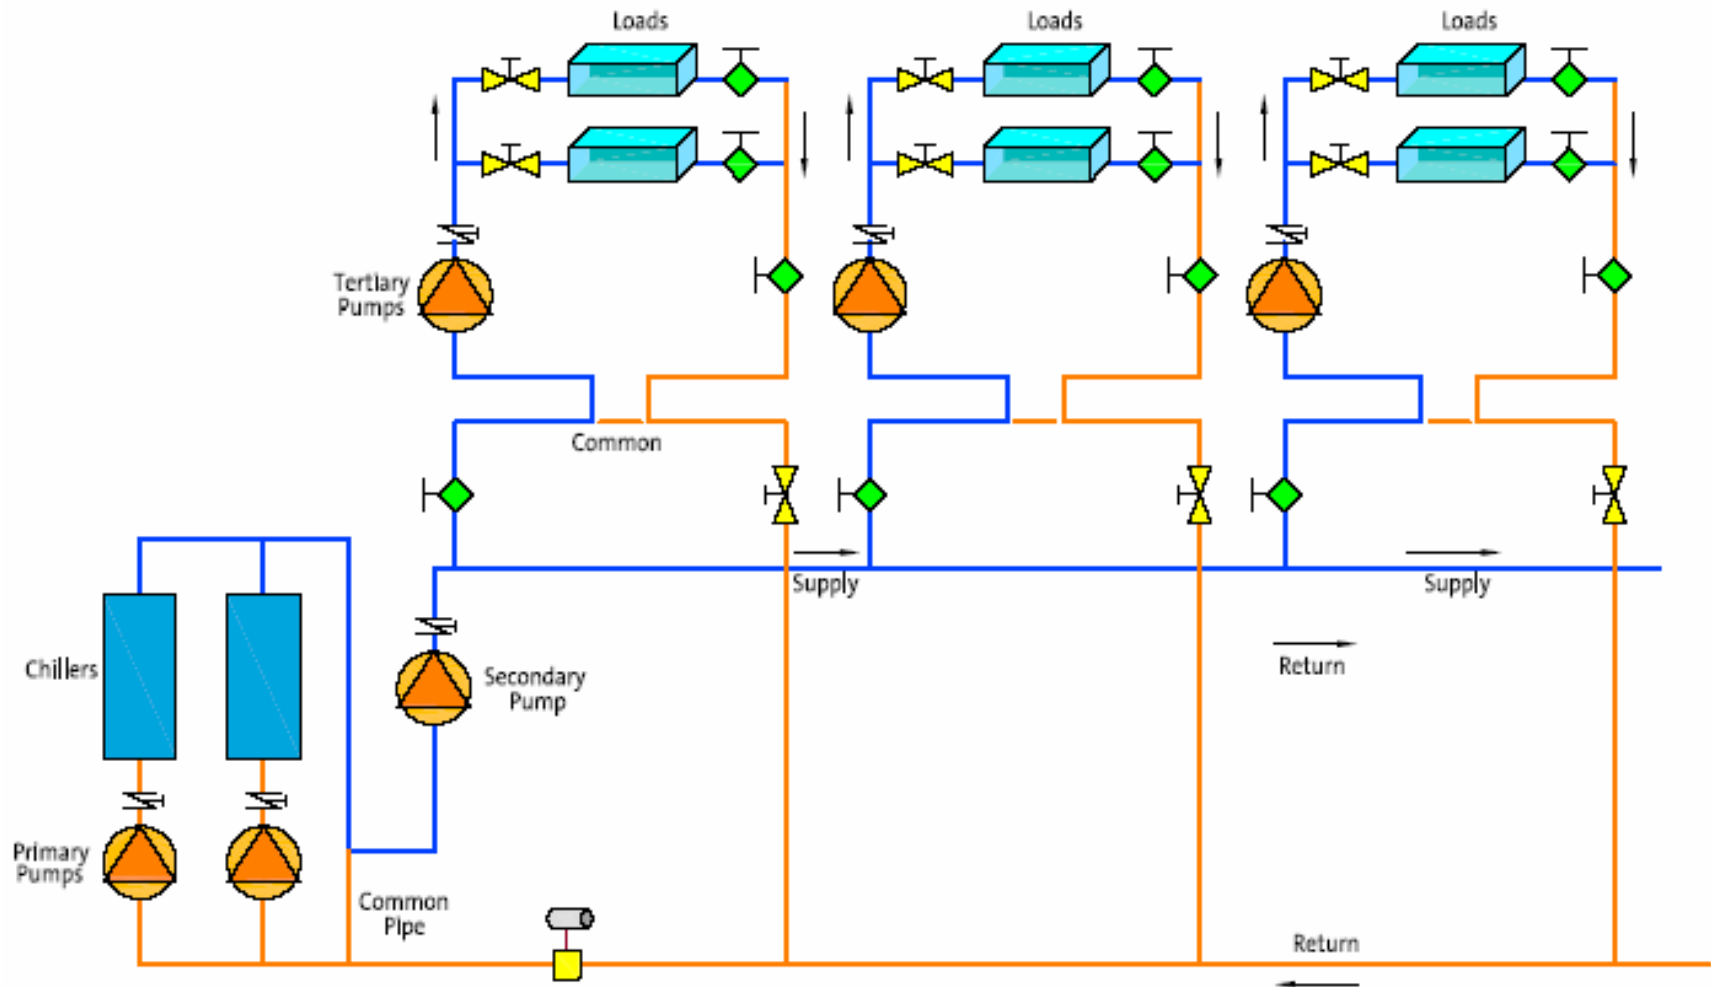 Loads
Loads
Loads
Tertiary
Pumps
Common
Supply
Supply
Return
Chillers
Secondary
Pump
Primary
Pumps
Common
Pipe
Return